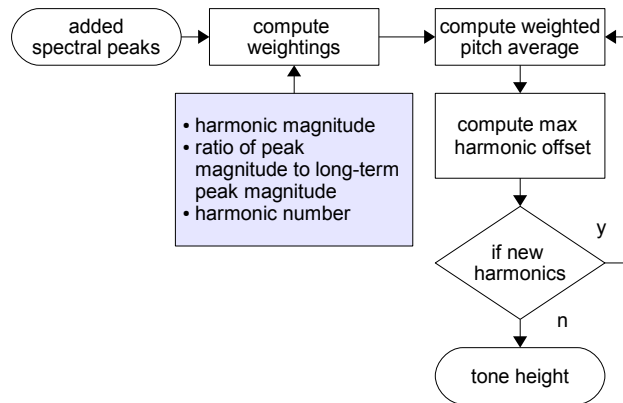 added
spectral peaks
compute
weightings
compute weighted
pitch average
• harmonic magnitude
• ratio of peak
magnitude to long-term
peak magnitude
• harmonic number
compute max
harmonic offset
if new
harmonics
y
n
tone height